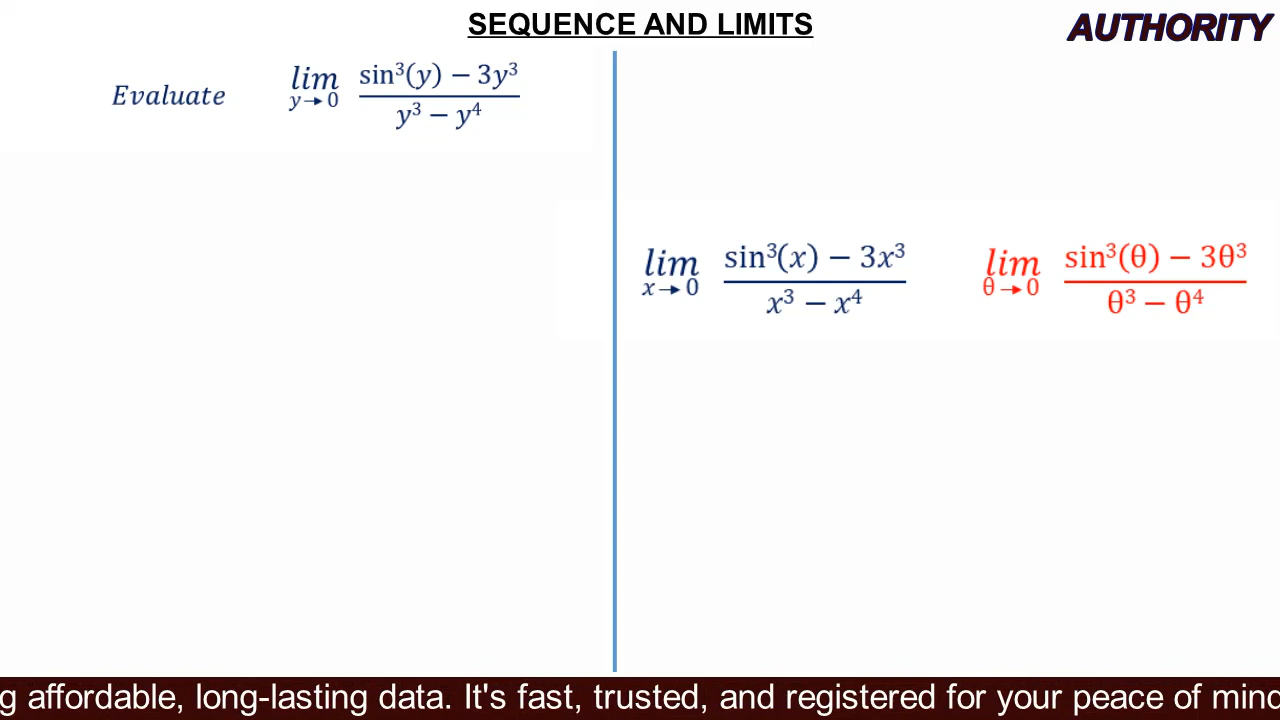 SEQUENCE AND LIMITS
AUTHORITY
Evaluate lim y→0 (sin³(y) − 3y³)/(y³ − y⁴)
lim x→0 (sin³(x) − 3x³)/(x³ − x⁴)
lim θ→0 (sin³(θ) − 3θ³)/(θ³ − θ⁴)
g affordable, long-lasting data. It's fast, trusted, and registered for your peace of mind